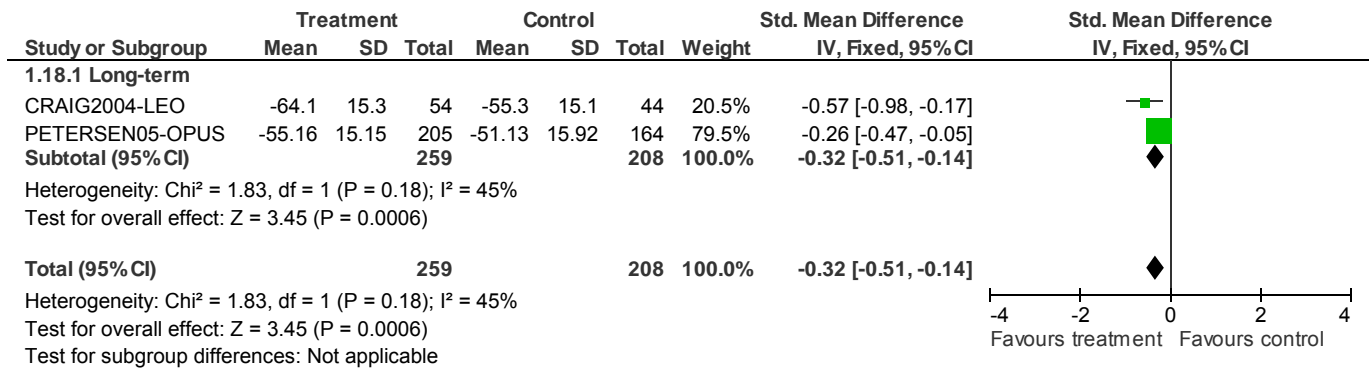 Treatment Control Std. Mean Difference Std. Mean Difference
Study or Subgroup Mean SD Total Mean SD Total Weight IV, Fixed, 95% CI IV, Fixed, 95% CI
1.18.1 Long-term
CRAIG2004-LEO -64.1 15.3 54 -55.3 15.1 44 20.5% -0.57 [-0.98, -0.17]
PETERSEN05-OPUS -55.16 15.15 205 -51.13 15.92 164 79.5% -0.26 [-0.47, -0.05]
Subtotal (95% CI) 259 208 100.0% -0.32 [-0.51, -0.14]
Heterogeneity: Chi² = 1.83, df = 1 (P = 0.18); I² = 45%
Test for overall effect: Z = 3.45 (P = 0.0006)
Total (95% CI) 259 208 100.0% -0.32 [-0.51, -0.14]
Heterogeneity: Chi² = 1.83, df = 1 (P = 0.18); I² = 45%
Test for overall effect: Z = 3.45 (P = 0.0006)
Test for subgroup differences: Not applicable
-4 -2 0 2 4
Favours treatment Favours control